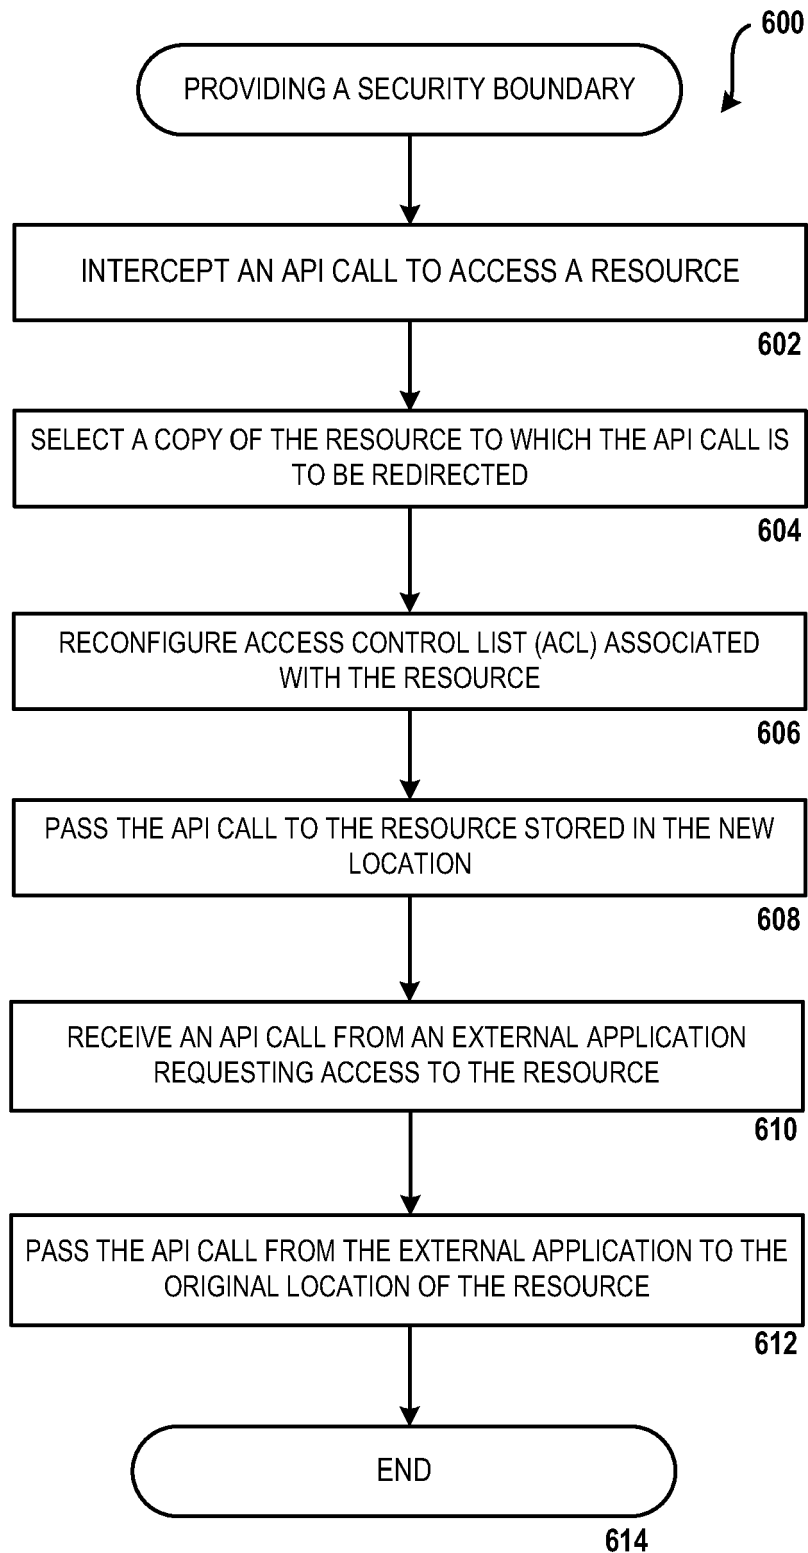 600
PROVIDING A SECURITY BOUNDARY
INTERCEPT AN API CALL TO ACCESS A RESOURCE
602
SELECT A COPY OF THE RESOURCE TO WHICH THE API CALL IS
TO BE REDIRECTED
604
RECONFIGURE ACCESS CONTROL LIST (ACL) ASSOCIATED
WITH THE RESOURCE
606
PASS THE API CALL TO THE RESOURCE STORED IN THE NEW
LOCATION
608
RECEIVE AN API CALL FROM AN EXTERNAL APPLICATION
REQUESTING ACCESS TO THE RESOURCE
610
PASS THE API CALL FROM THE EXTERNAL APPLICATION TO THE
ORIGINAL LOCATION OF THE RESOURCE
612
END
614